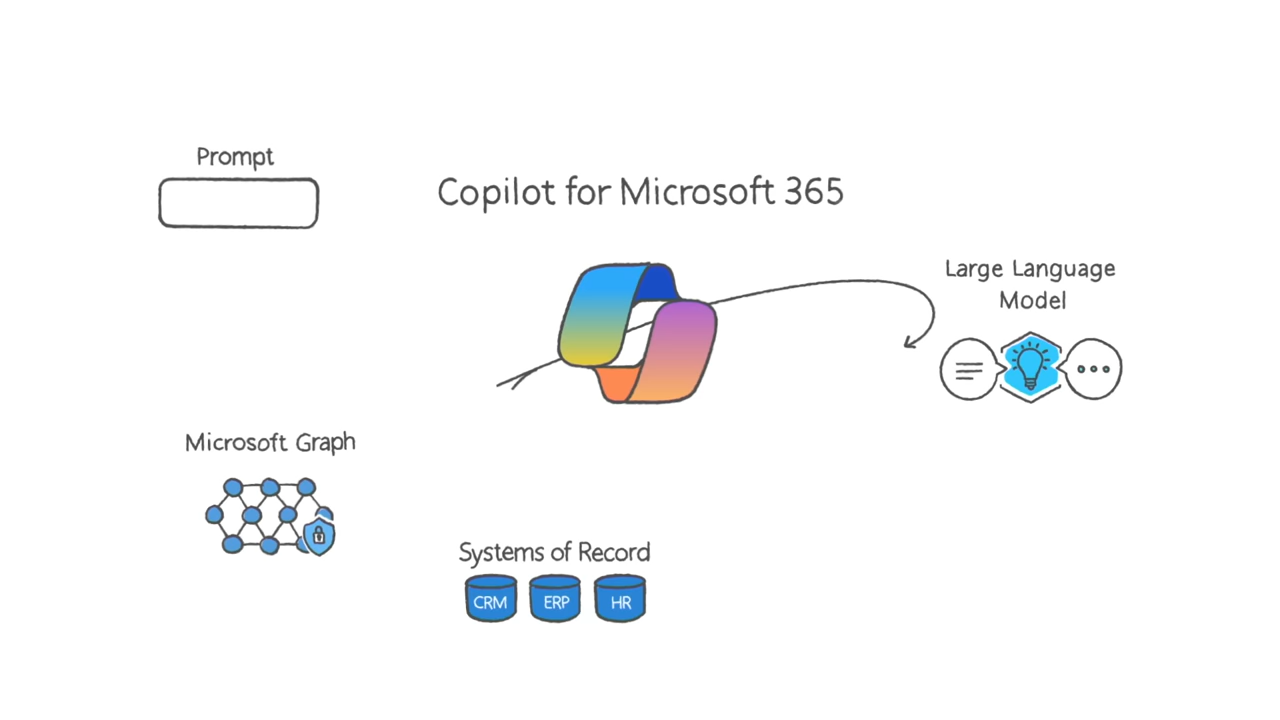 Prompt
Copilot for Microsoft 365
Large Language
Model
Microsoft Graph
Systems of Record
CRM
ERP
HR